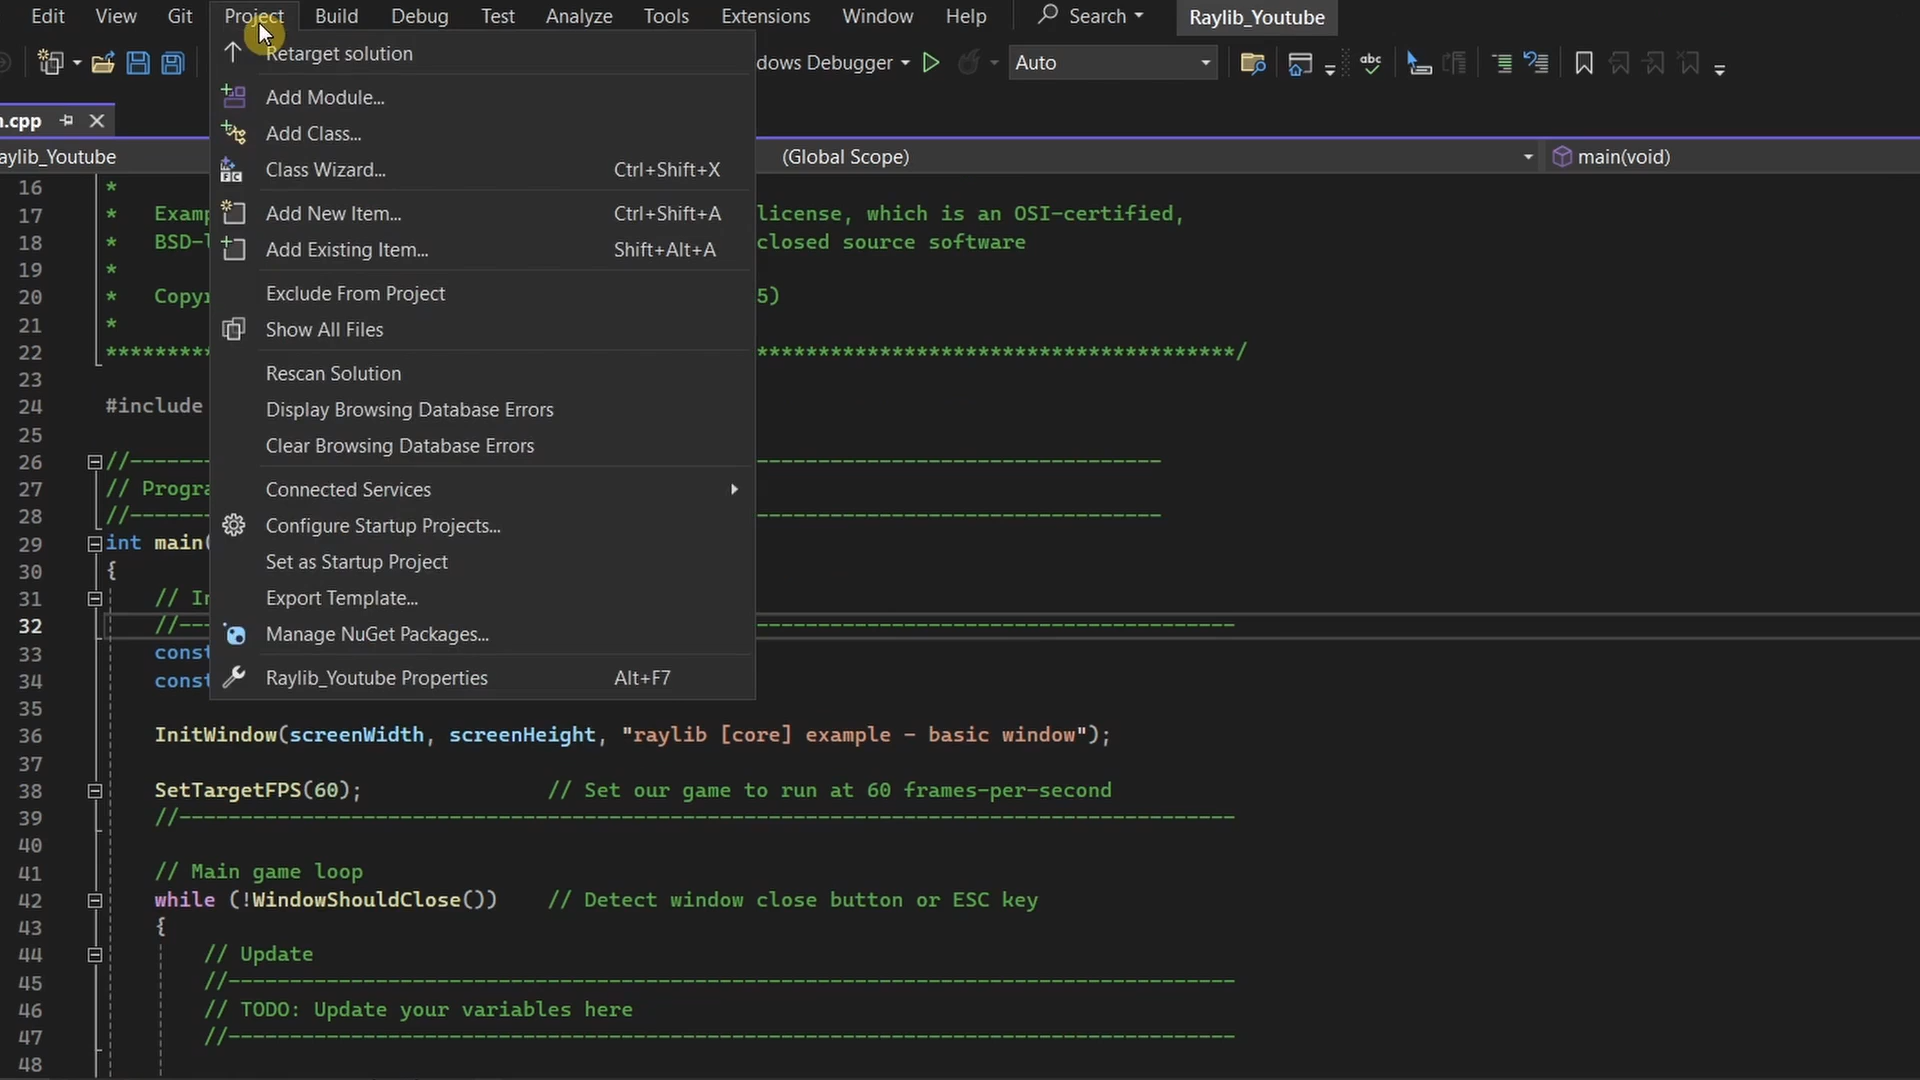 Edit View Git Project Build Debug Test Analyze Tools Extensions Window Help Search Raylib_Youtube
Retarget solution
dows Debugger Auto
Add Module...
.cpp
Add Class...
aylib_Youtube (Global Scope) main(void)
Class Wizard... Ctrl+Shift+X
Add New Item... Ctrl+Shift+A
Add Existing Item... Shift+Alt+A
Exclude From Project
Show All Files
Rescan Solution
Display Browsing Database Errors
Clear Browsing Database Errors
Connected Services
Configure Startup Projects...
Set as Startup Project
Export Template...
Manage NuGet Packages...
Raylib_Youtube Properties Alt+F7
16 *
17 * Examp license, which is an OSI-certified,
18 * BSD-l closed source software
19 *
20 * Copyr 5)
21 *
22 *********************************************/
23
24 #include
25
26 //----------------------------------------
27 // Progra
28 //----------------------------------------
29 int main(
30 {
31 // In
32 //----------------------------------------
33 const
34 const
35
36 InitWindow(screenWidth, screenHeight, "raylib [core] example - basic window");
37
38 SetTargetFPS(60); // Set our game to run at 60 frames-per-second
39 //--------------------------------------------------------------------------------------
40
41 // Main game loop
42 while (!WindowShouldClose()) // Detect window close button or ESC key
43 {
44 // Update
45 //----------------------------------------------------------------------------------
46 // TODO: Update your variables here
47 //----------------------------------------------------------------------------------
48